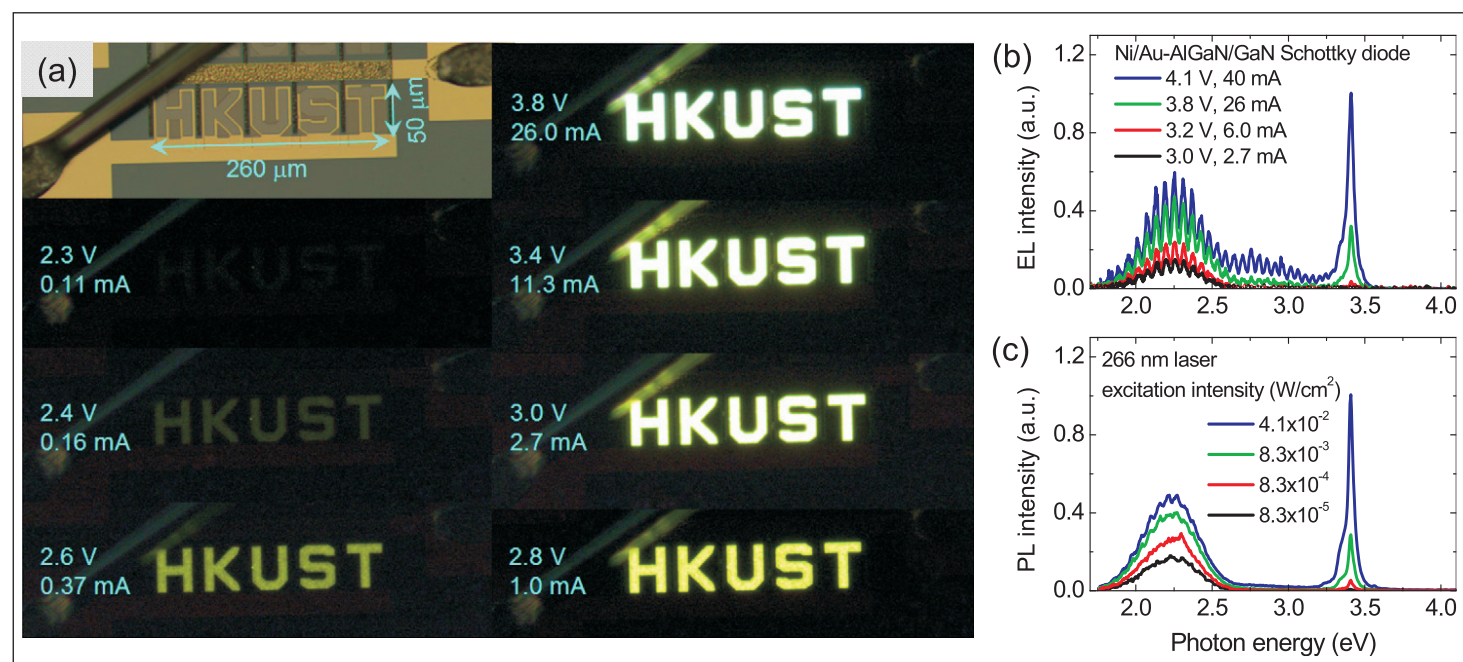 (a)
HKUST
50 μm
260 μm
2.3 V
0.11 mA
HKUST
2.4 V
0.16 mA
HKUST
2.6 V
0.37 mA
HKUST
3.8 V
26.0 mA
HKUST
3.4 V
11.3 mA
HKUST
3.0 V
2.7 mA
HKUST
2.8 V
1.0 mA
HKUST
(b)
Ni/Au-AlGaN/GaN Schottky diode
4.1 V, 40 mA
3.8 V, 26 mA
3.2 V, 6.0 mA
3.0 V, 2.7 mA
EL intensity (a.u.)
1.2
0.8
0.4
0.0
2.0 2.5 3.0 3.5 4.0
(c)
266 nm laser
excitation intensity (W/cm²)
4.1x10⁻²
8.3x10⁻³
8.3x10⁻⁴
8.3x10⁻⁵
PL intensity (a.u.)
1.2
0.8
0.4
0.0
2.0 2.5 3.0 3.5 4.0
Photon energy (eV)